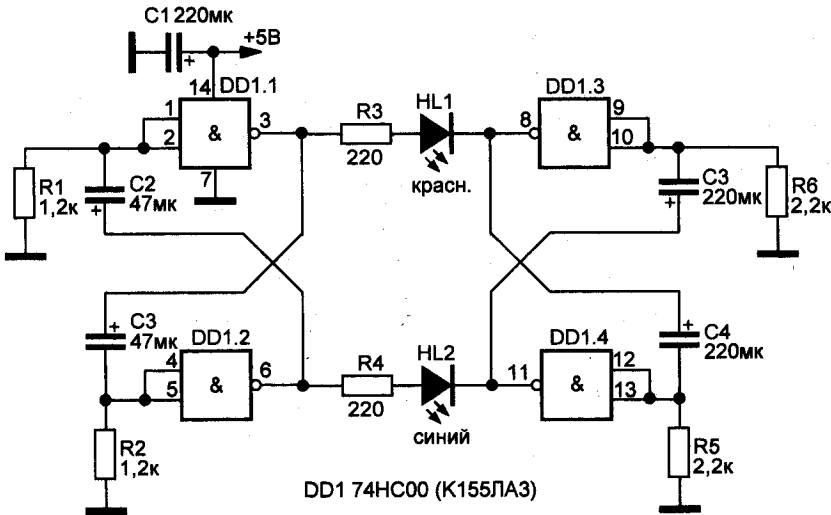 C1 220мк
+
+5В
14
DD1.1
1
2
&
3
7
R1
1,2к
C2
47мк
+
R3
220
HL1
красн.
DD1.3
8
&
9
10
C3
220мк
+
R6
2,2к
C3
47мк
+
DD1.2
4
5
&
6
R2
1,2к
R4
220
HL2
синий
DD1.4
11
&
12
13
+
C4
220мк
R5
2,2к
DD1 74HC00 (К155ЛА3)